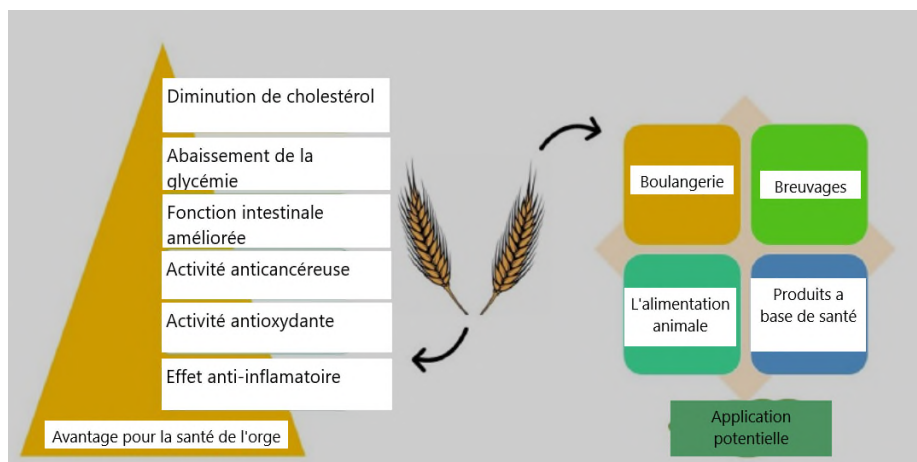 Diminution de cholestérol
Abaissement de la
glycémie
Fonction intestinale
améliorée
Activité anticancéreuse
Activité antioxydante
Effet anti-inflamatoire
Avantage pour la santé de l'orge
Boulangerie
Breuvages
L'alimentation
animale
Produits a
base de santé
Application
potentielle